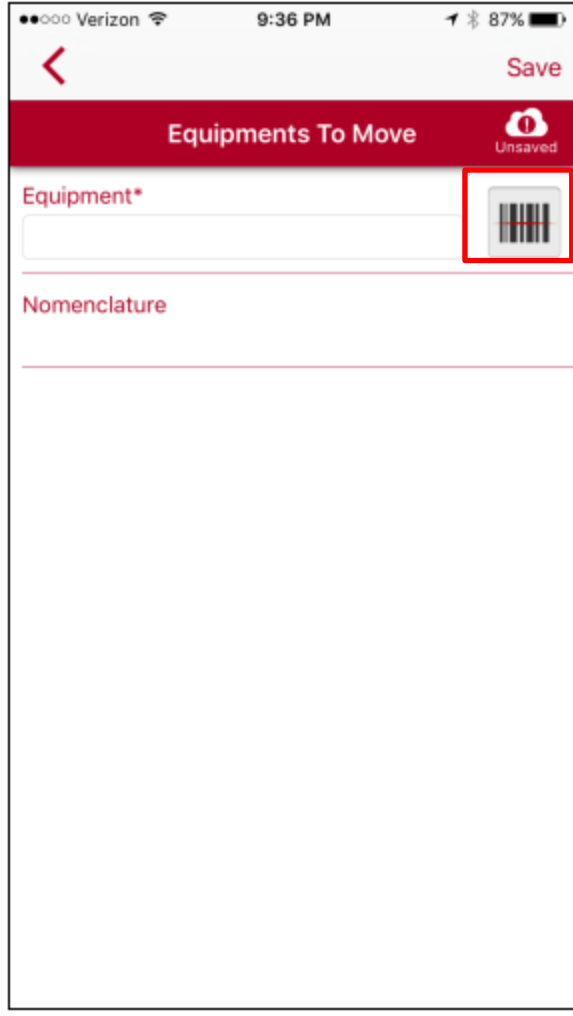 Verizon 9:36 PM 87%
Save
Equipments To Move
Unsaved
Equipment*
Nomenclature